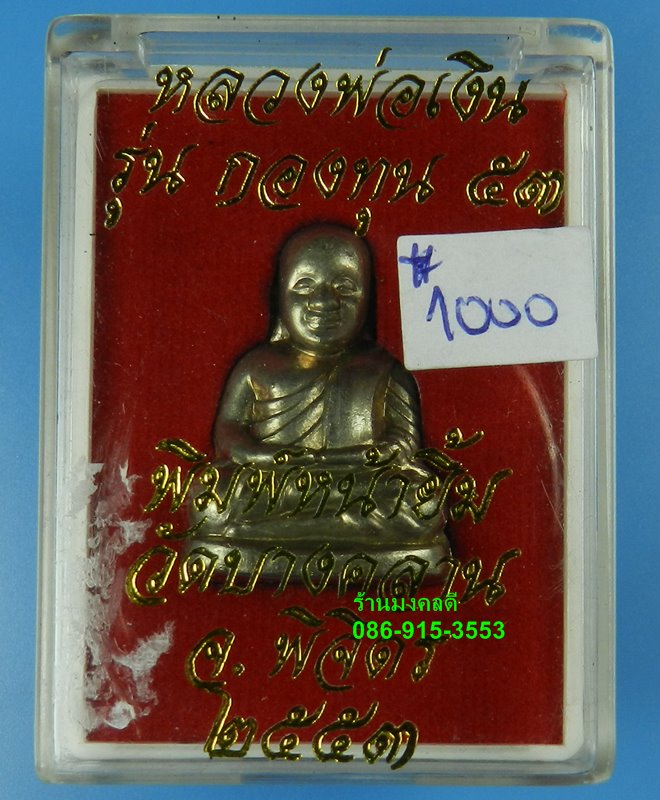 หลวงพ่อเงิน
รุ่น กองทุน ๕๓
#
1000
พิมพ์หน้ายิ้ม
วัดบางคลาน
ร้านมงคลดี
086-915-3553
จ. พิจิตร
๒๕๕๓